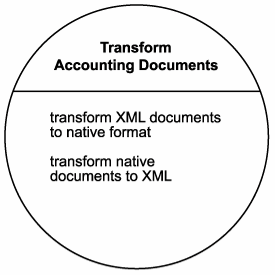 Transform
Accounting Documents
transform XML documents
to native format
transform native
documents to XML